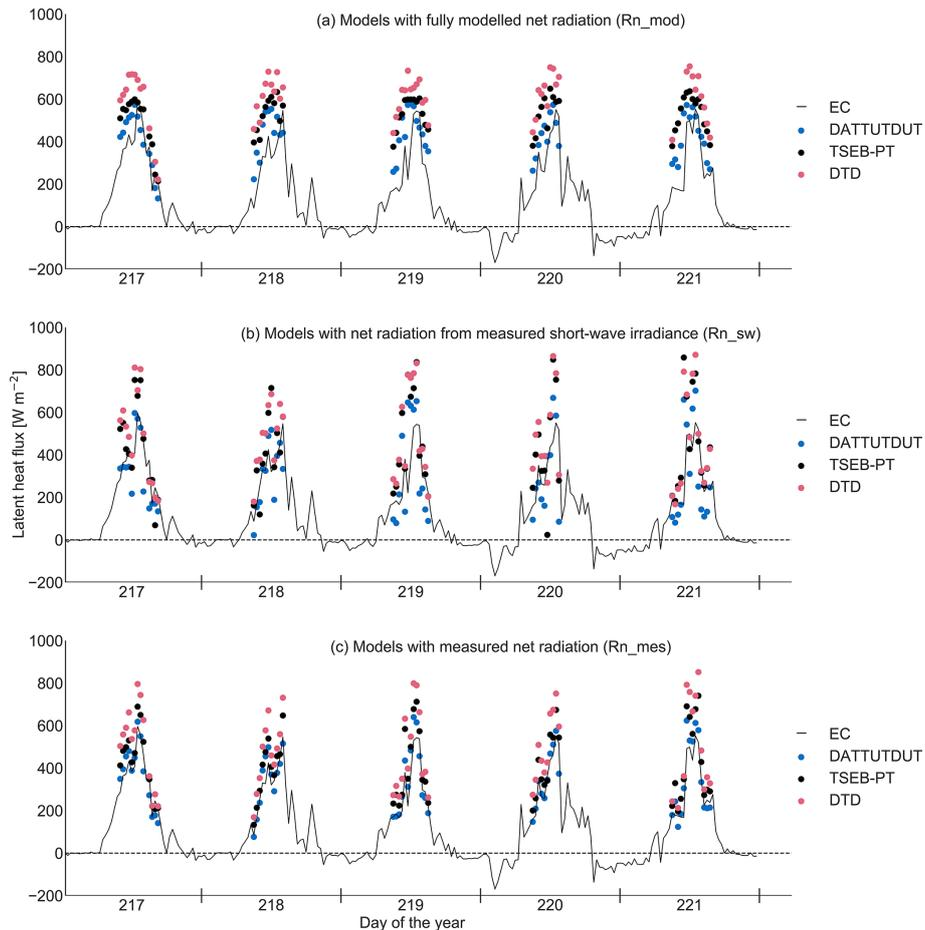 (a) Models with fully modelled net radiation (Rn_mod)
1000
800
600
400
200
0
−200
217 218 219 220 221
EC
DATTUTDUT
TSEB-PT
DTD
(b) Models with net radiation from measured short-wave irradiance (Rn_sw)
Latent heat flux [W m−2]
1000
800
600
400
200
0
−200
217 218 219 220 221
EC
DATTUTDUT
TSEB-PT
DTD
(c) Models with measured net radiation (Rn_mes)
1000
800
600
400
200
0
−200
217 218 219 220 221
Day of the year
EC
DATTUTDUT
TSEB-PT
DTD